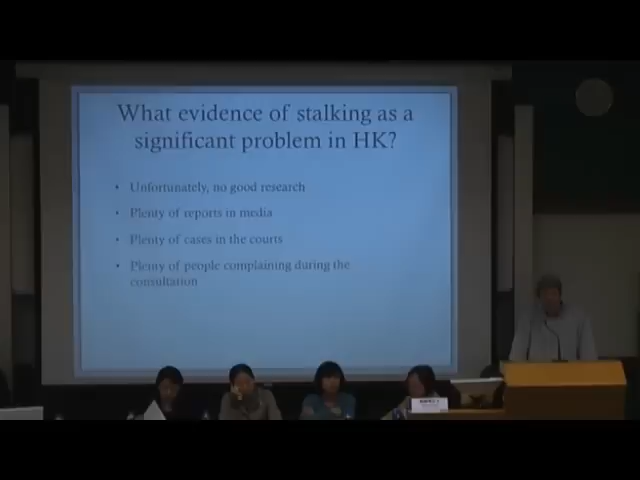 What evidence of stalking as a
significant problem in HK?
• Unfortunately, no good research
• Plenty of reports in media
• Plenty of cases in the courts
• Plenty of people complaining during the
consultation